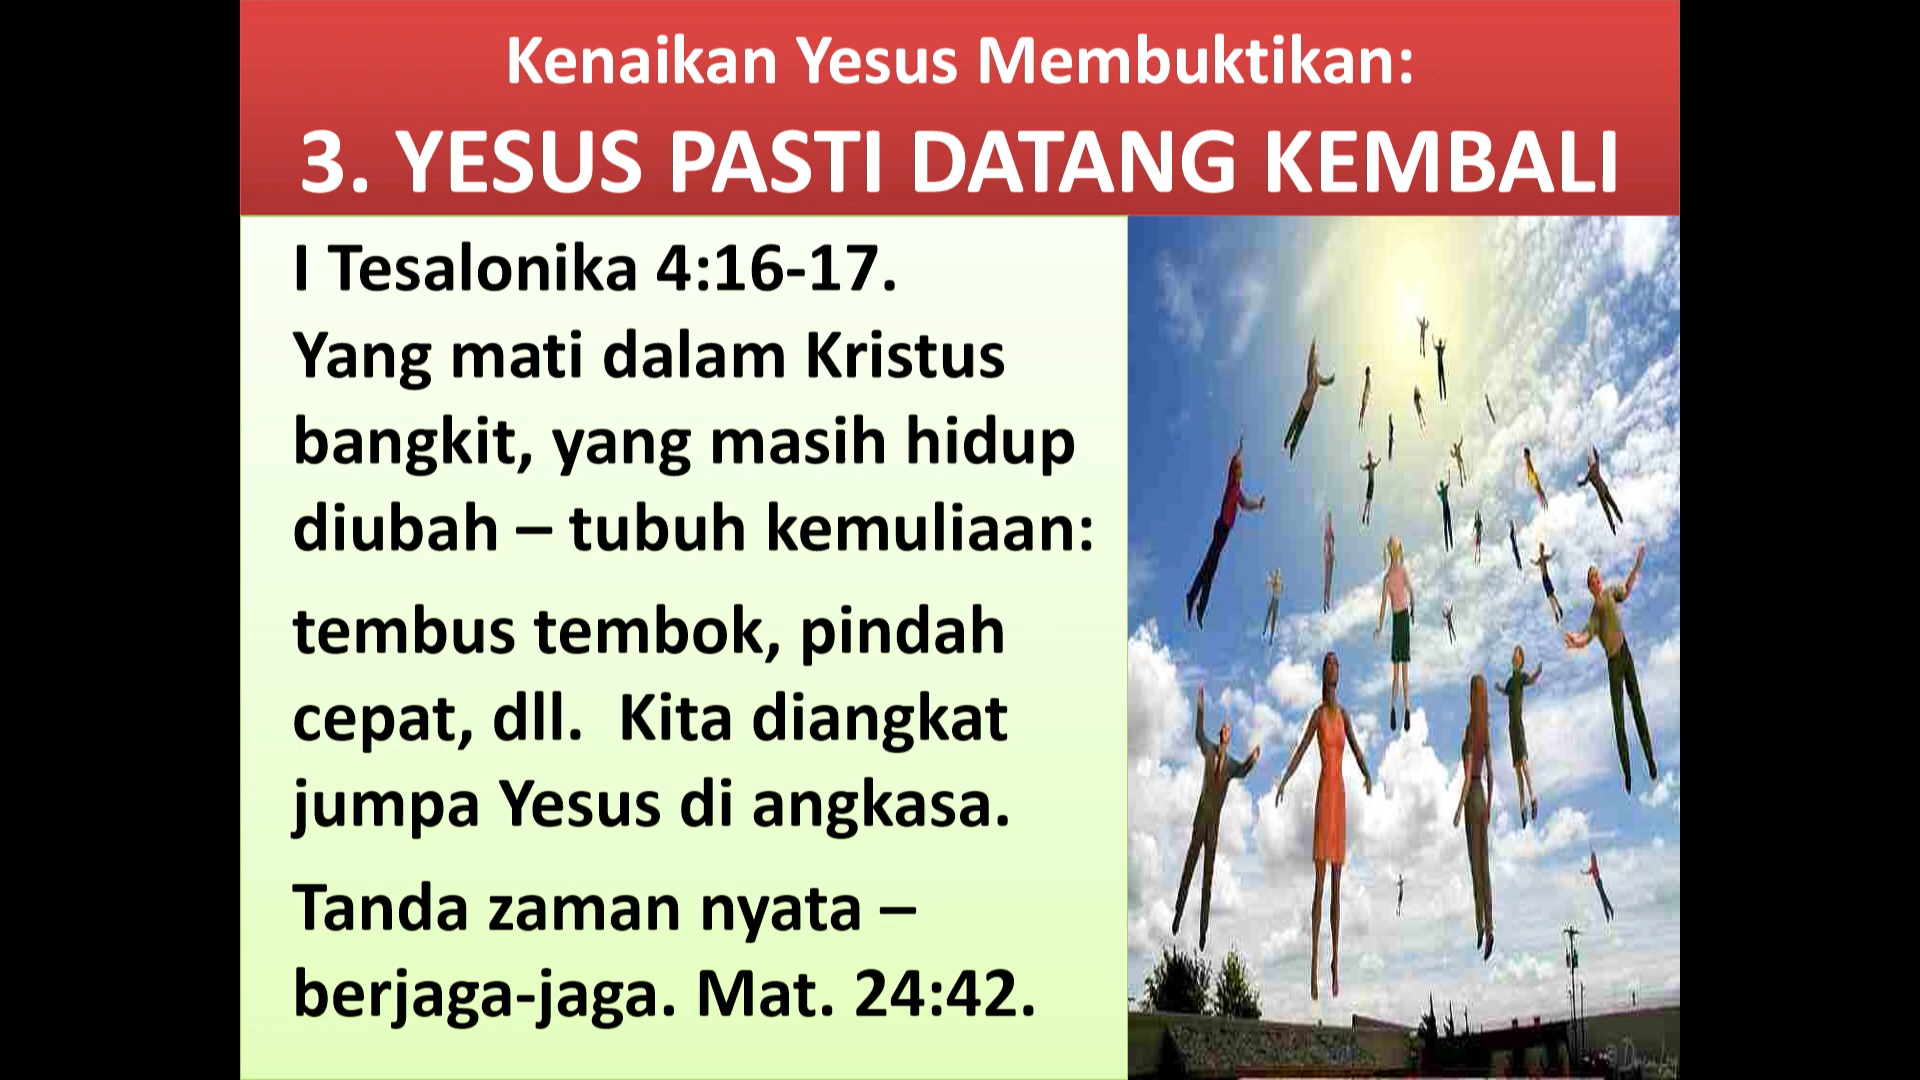 Kenaikan Yesus Membuktikan:
3. YESUS PASTI DATANG KEMBALI
I Tesalonika 4:16-17.
Yang mati dalam Kristus
bangkit, yang masih hidup
diubah – tubuh kemuliaan:
tembus tembok, pindah
cepat, dll.  Kita diangkat
jumpa Yesus di angkasa.
Tanda zaman nyata –
berjaga-jaga. Mat. 24:42.